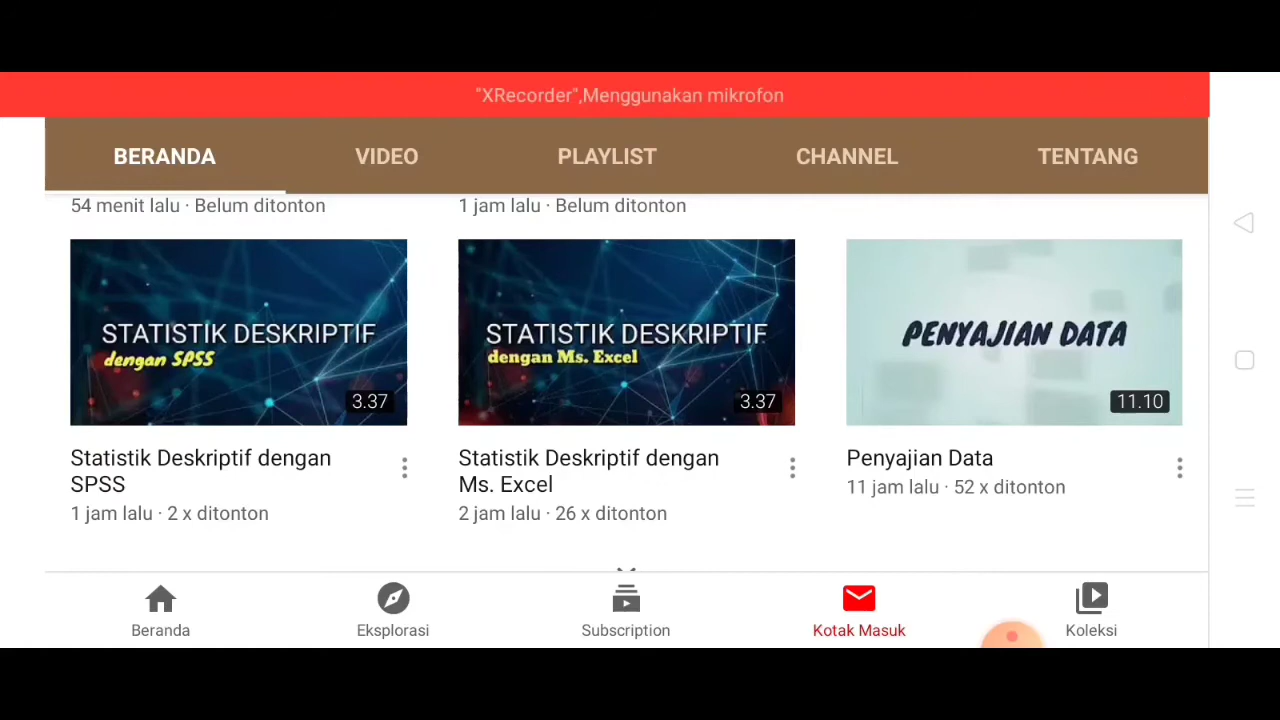 "XRecorder",Menggunakan mikrofon
BERANDA VIDEO PLAYLIST CHANNEL TENTANG
54 menit lalu · Belum ditonton
1 jam lalu · Belum ditonton
STATISTIK DESKRIPTIF
dengan SPSS
3.37
STATISTIK DESKRIPTIF
dengan Ms. Excel
3.37
PENYAJIAN DATA
11.10
Statistik Deskriptif dengan
SPSS
1 jam lalu · 2 x ditonton
Statistik Deskriptif dengan
Ms. Excel
2 jam lalu · 26 x ditonton
Penyajian Data
11 jam lalu · 52 x ditonton
Beranda Eksplorasi Subscription Kotak Masuk Koleksi